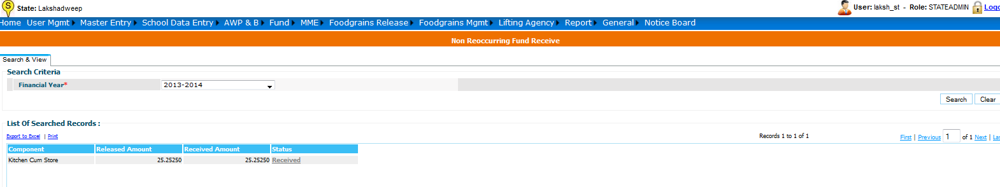 S
State: Lakshadweep
User: laksh_st - Role: STATEADMIN
Home User Mgmt Master Entry School Data Entry AWP & B Fund MME Foodgrains Release Foodgrains Mgmt Lifting Agency Report General Notice Board
Non Reoccurring Fund Receive
Search & View
Search Criteria
Financial Year* 2013-2014
Search Clear
List Of Searched Records :
Export to Excel | Print Records 1 to 1 of 1 First | Previous 1 of 1 Next |
Component Released Amount Received Amount Status
Kitchen Cum Store 25.25250 25.25250 Received